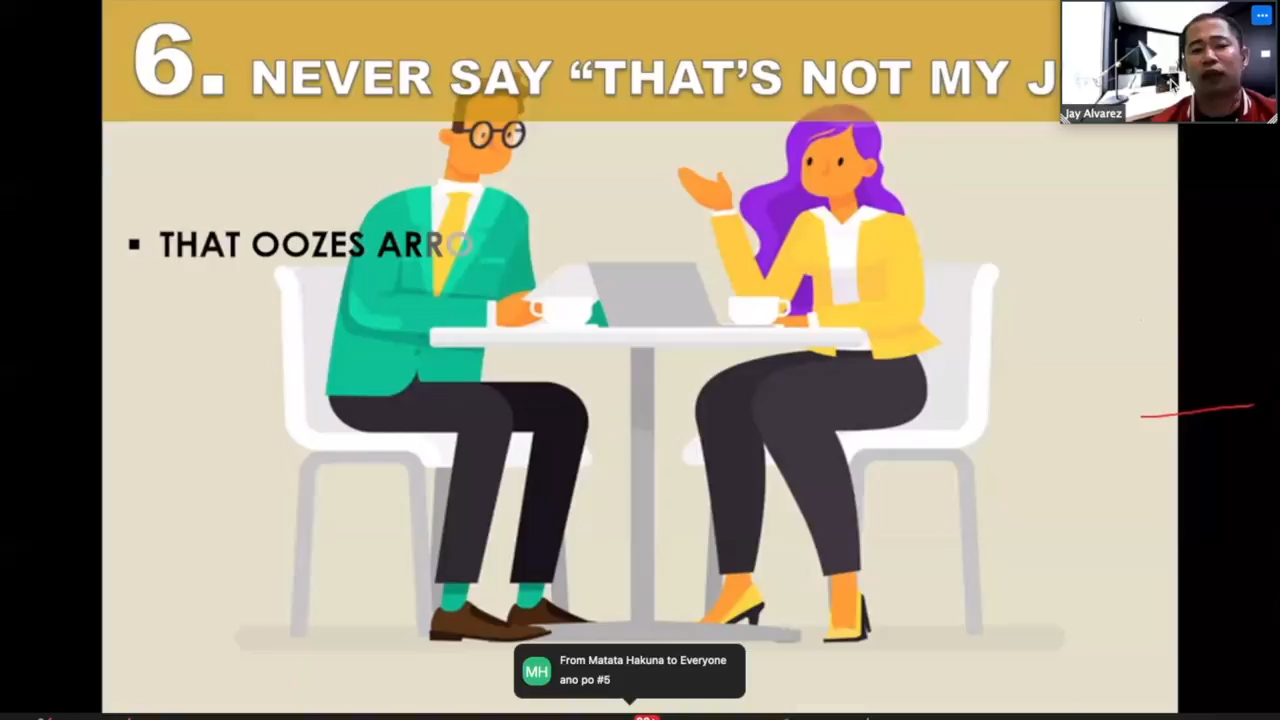 6. NEVER SAY “THAT’S NOT MY J
Jay Alvarez
▪ THAT OOZES ARRO
MH
From Matata Hakuna to Everyone
ano po #5